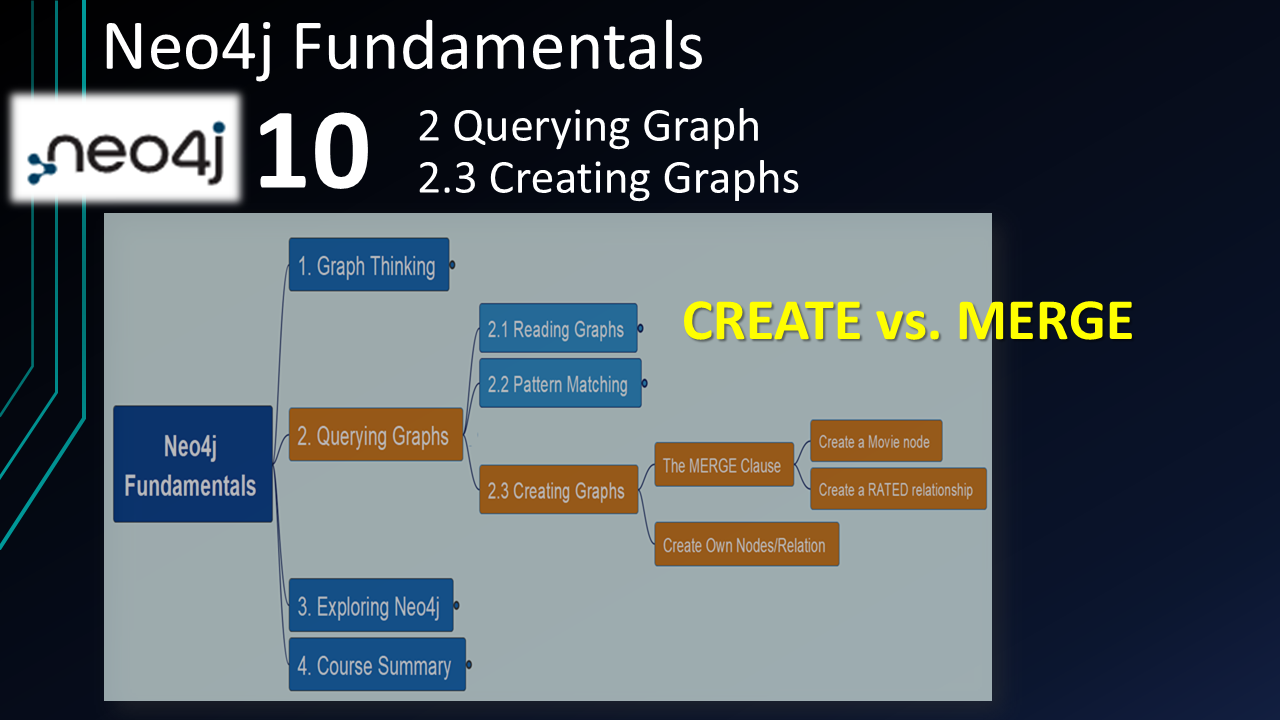 Neo4j Fundamentals
neo4j
10
2 Querying Graph
2.3 Creating Graphs
CREATE vs. MERGE
Neo4j
Fundamentals
1. Graph Thinking
2. Querying Graphs
2.1 Reading Graphs
2.2 Pattern Matching
2.3 Creating Graphs
The MERGE Clause
Create a Movie node
Create a RATED relationship
Create Own Nodes/Relation
3. Exploring Neo4j
4. Course Summary